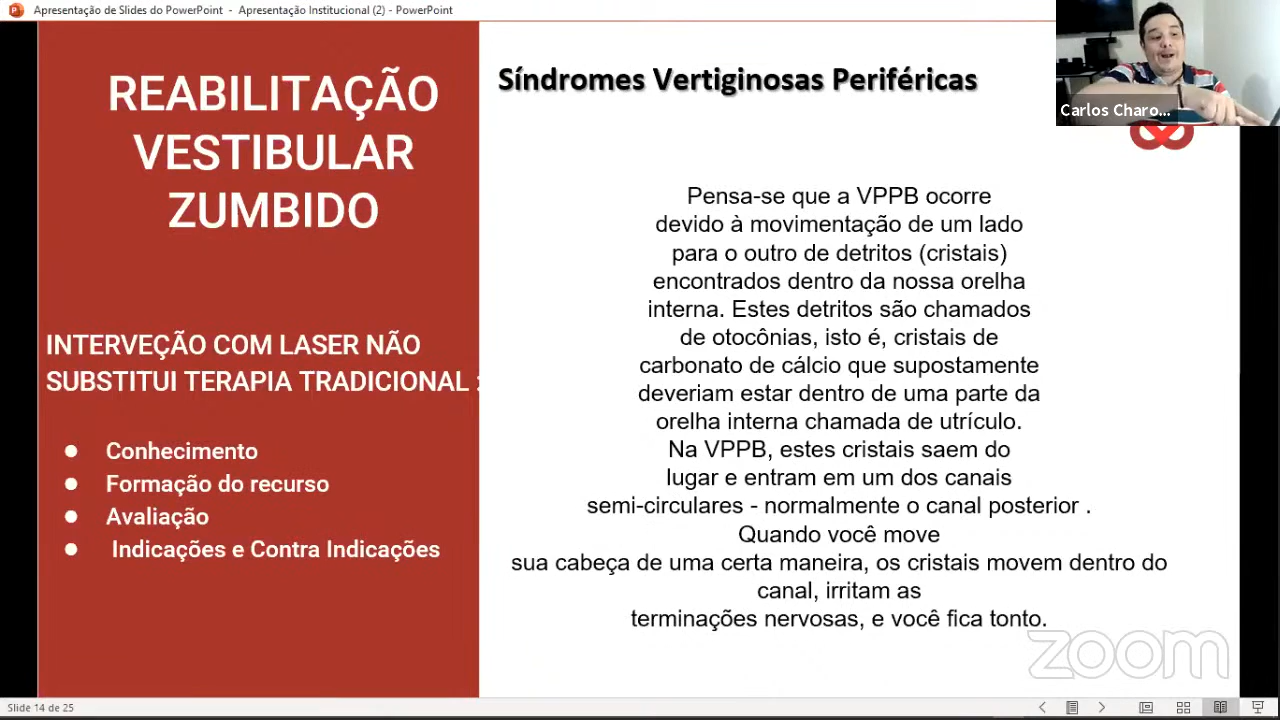 Apresentação de Slides do PowerPoint - Apresentação Institucional (2) - PowerPoint
REABILITAÇÃO
VESTIBULAR
ZUMBIDO
INTERVEÇÃO COM LASER NÃO
SUBSTITUI TERAPIA TRADICIONAL :
● Conhecimento
● Formação do recurso
● Avaliação
● Indicações e Contra Indicações
Síndromes Vertiginosas Periféricas
Carlos Charo...
Pensa-se que a VPPB ocorre
devido à movimentação de um lado
para o outro de detritos (cristais)
encontrados dentro da nossa orelha
interna. Estes detritos são chamados
de otocônias, isto é, cristais de
carbonato de cálcio que supostamente
deveriam estar dentro de uma parte da
orelha interna chamada de utrículo.
Na VPPB, estes cristais saem do
lugar e entram em um dos canais
semi-circulares - normalmente o canal posterior .
Quando você move
sua cabeça de uma certa maneira, os cristais movem dentro do
canal, irritam as
terminações nervosas, e você fica tonto.
zoom
Slide 14 de 25